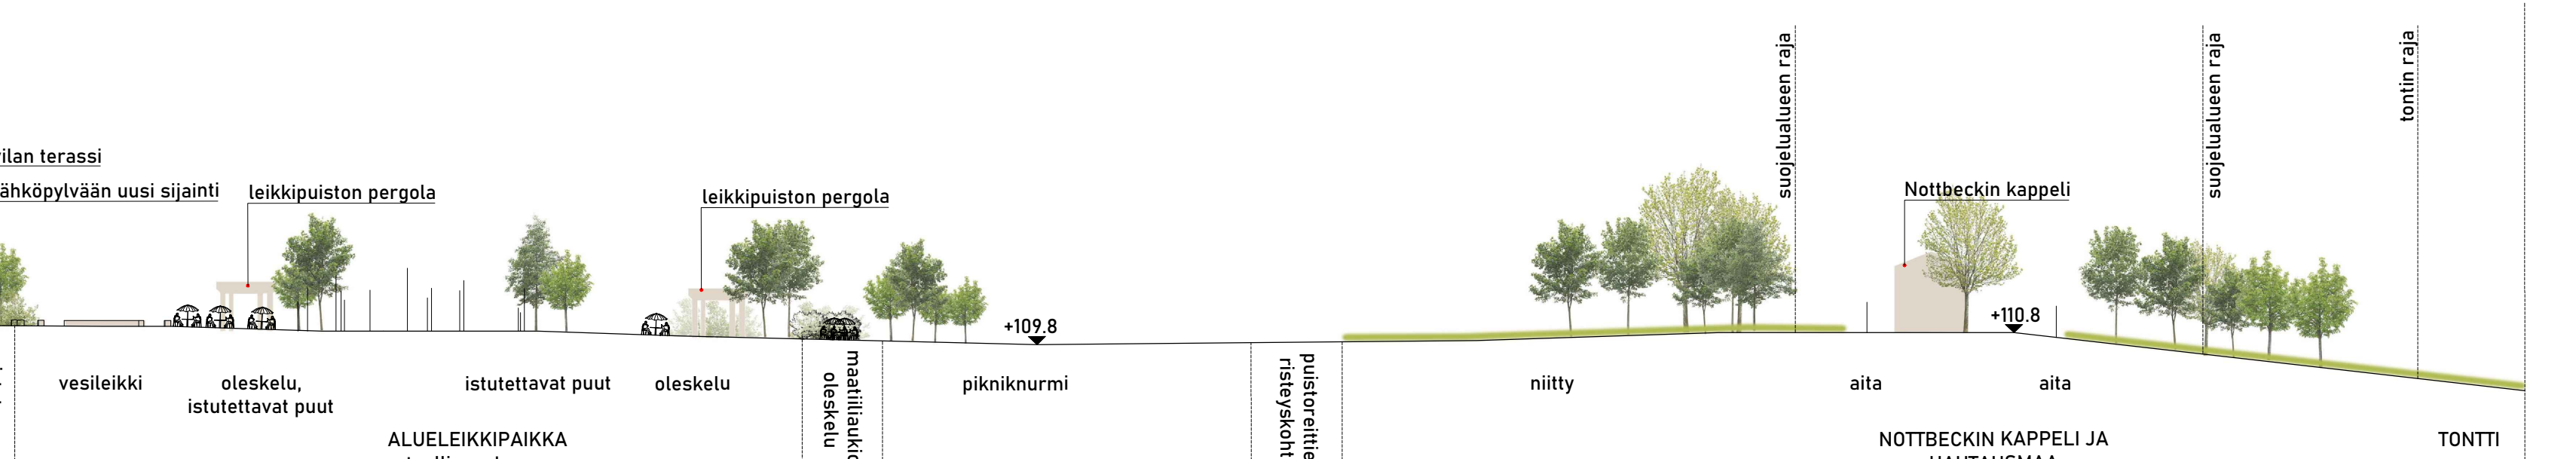 suojelualueen raja
suojelualueen raja
tontin raja
ilan terassi
ähköpylvään uusi sijainti
leikkipuiston pergola
leikkipuiston pergola
Nottbeckin kappeli
+109.8
+110.8
vesileikki
oleskelu,
istutettavat puut
istutettavat puut
oleskelu
maatiiliaukio
oleskelu
pikniknurmi
puistoreittie
risteyskoht
niitty
aita
aita
ALUELEIKKIPAIKKA
NOTTBECKIN KAPPELI JA
HAUTAUSMAA
TONTTI